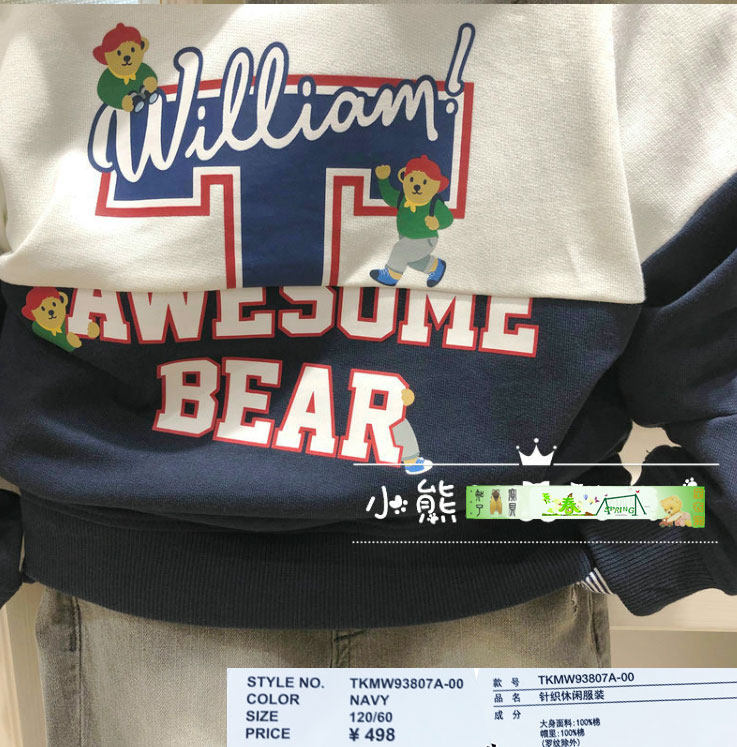 William!
T
AWESOME
BEAR
小熊
春
SPRING
STYLE NO. TKMW93807A-00
COLOR NAVY
SIZE 120/60
PRICE ¥ 498
款 号 TKMW93807A-00
品 名 针织休闲服装
成 分
大身面料:100%棉
帽里:100%棉
(罗纹除外)